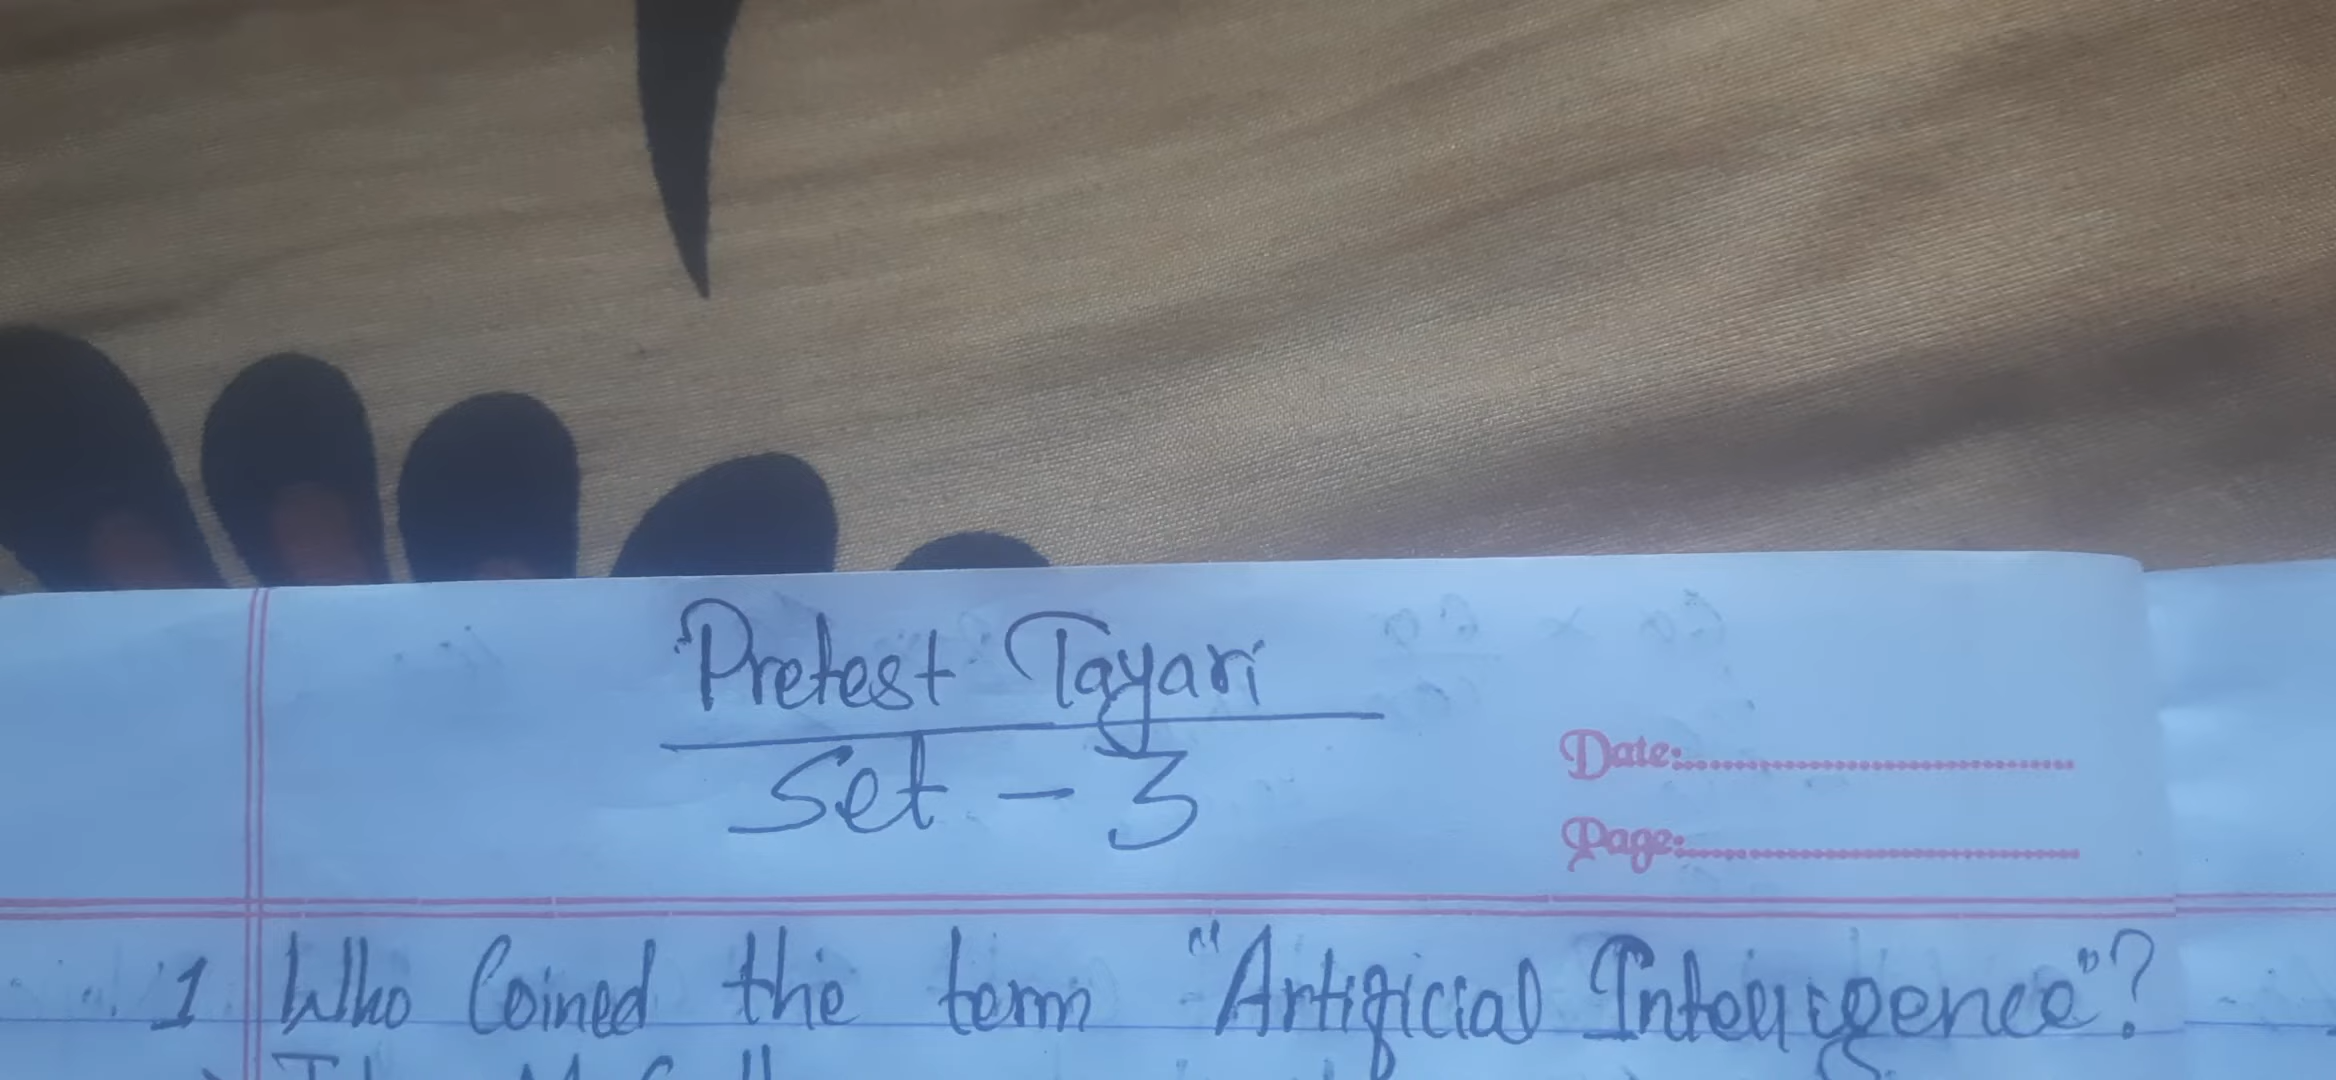 Pretest Tayari
Set - 3
Date:
Page:
1 Who Coined the term "Artificial Intelligence"?